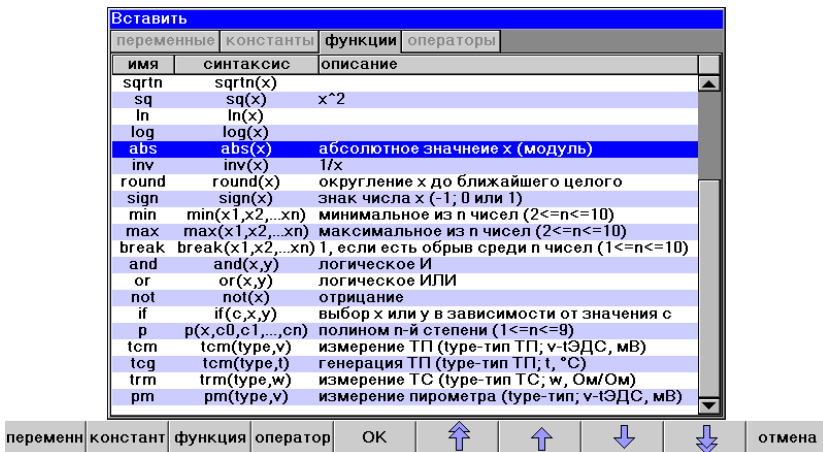 Вставить
переменные константы функции операторы
имя синтаксис описание
sqrtn sqrtn(x)
sq sq(x) x^2
ln ln(x)
log log(x)
abs abs(x) абсолютное значнеие x (модуль)
inv inv(x) 1/x
round round(x) округление x до ближайшего целого
sign sign(x) знак числа x (-1; 0 или 1)
min min(x1,x2,...xn) минимальное из n чисел (2<=n<=10)
max max(x1,x2,...xn) максимальное из n чисел (2<=n<=10)
break break(x1,x2,...xn) 1, если есть обрыв среди n чисел (1<=n<=10)
and and(x,y) логическое И
or or(x,y) логическое ИЛИ
not not(x) отрицание
if if(c,x,y) выбор x или y в зависимости от значения c
p p(x,c0,c1,...,cn) полином n-й степени (1<=n<=9)
tcm tcm(type,v) измерение ТП (type-тип ТП; v-tЭДС, мВ)
tcg tcm(type,t) генерация ТП (type-тип ТП; t, °C)
trm trm(type,w) измерение ТС (type-тип ТС; w, Ом/Ом)
pm pm(type,v) измерение пирометра (type-тип; v-tЭДС, мВ)
переменн констант функция оператор OK отмена